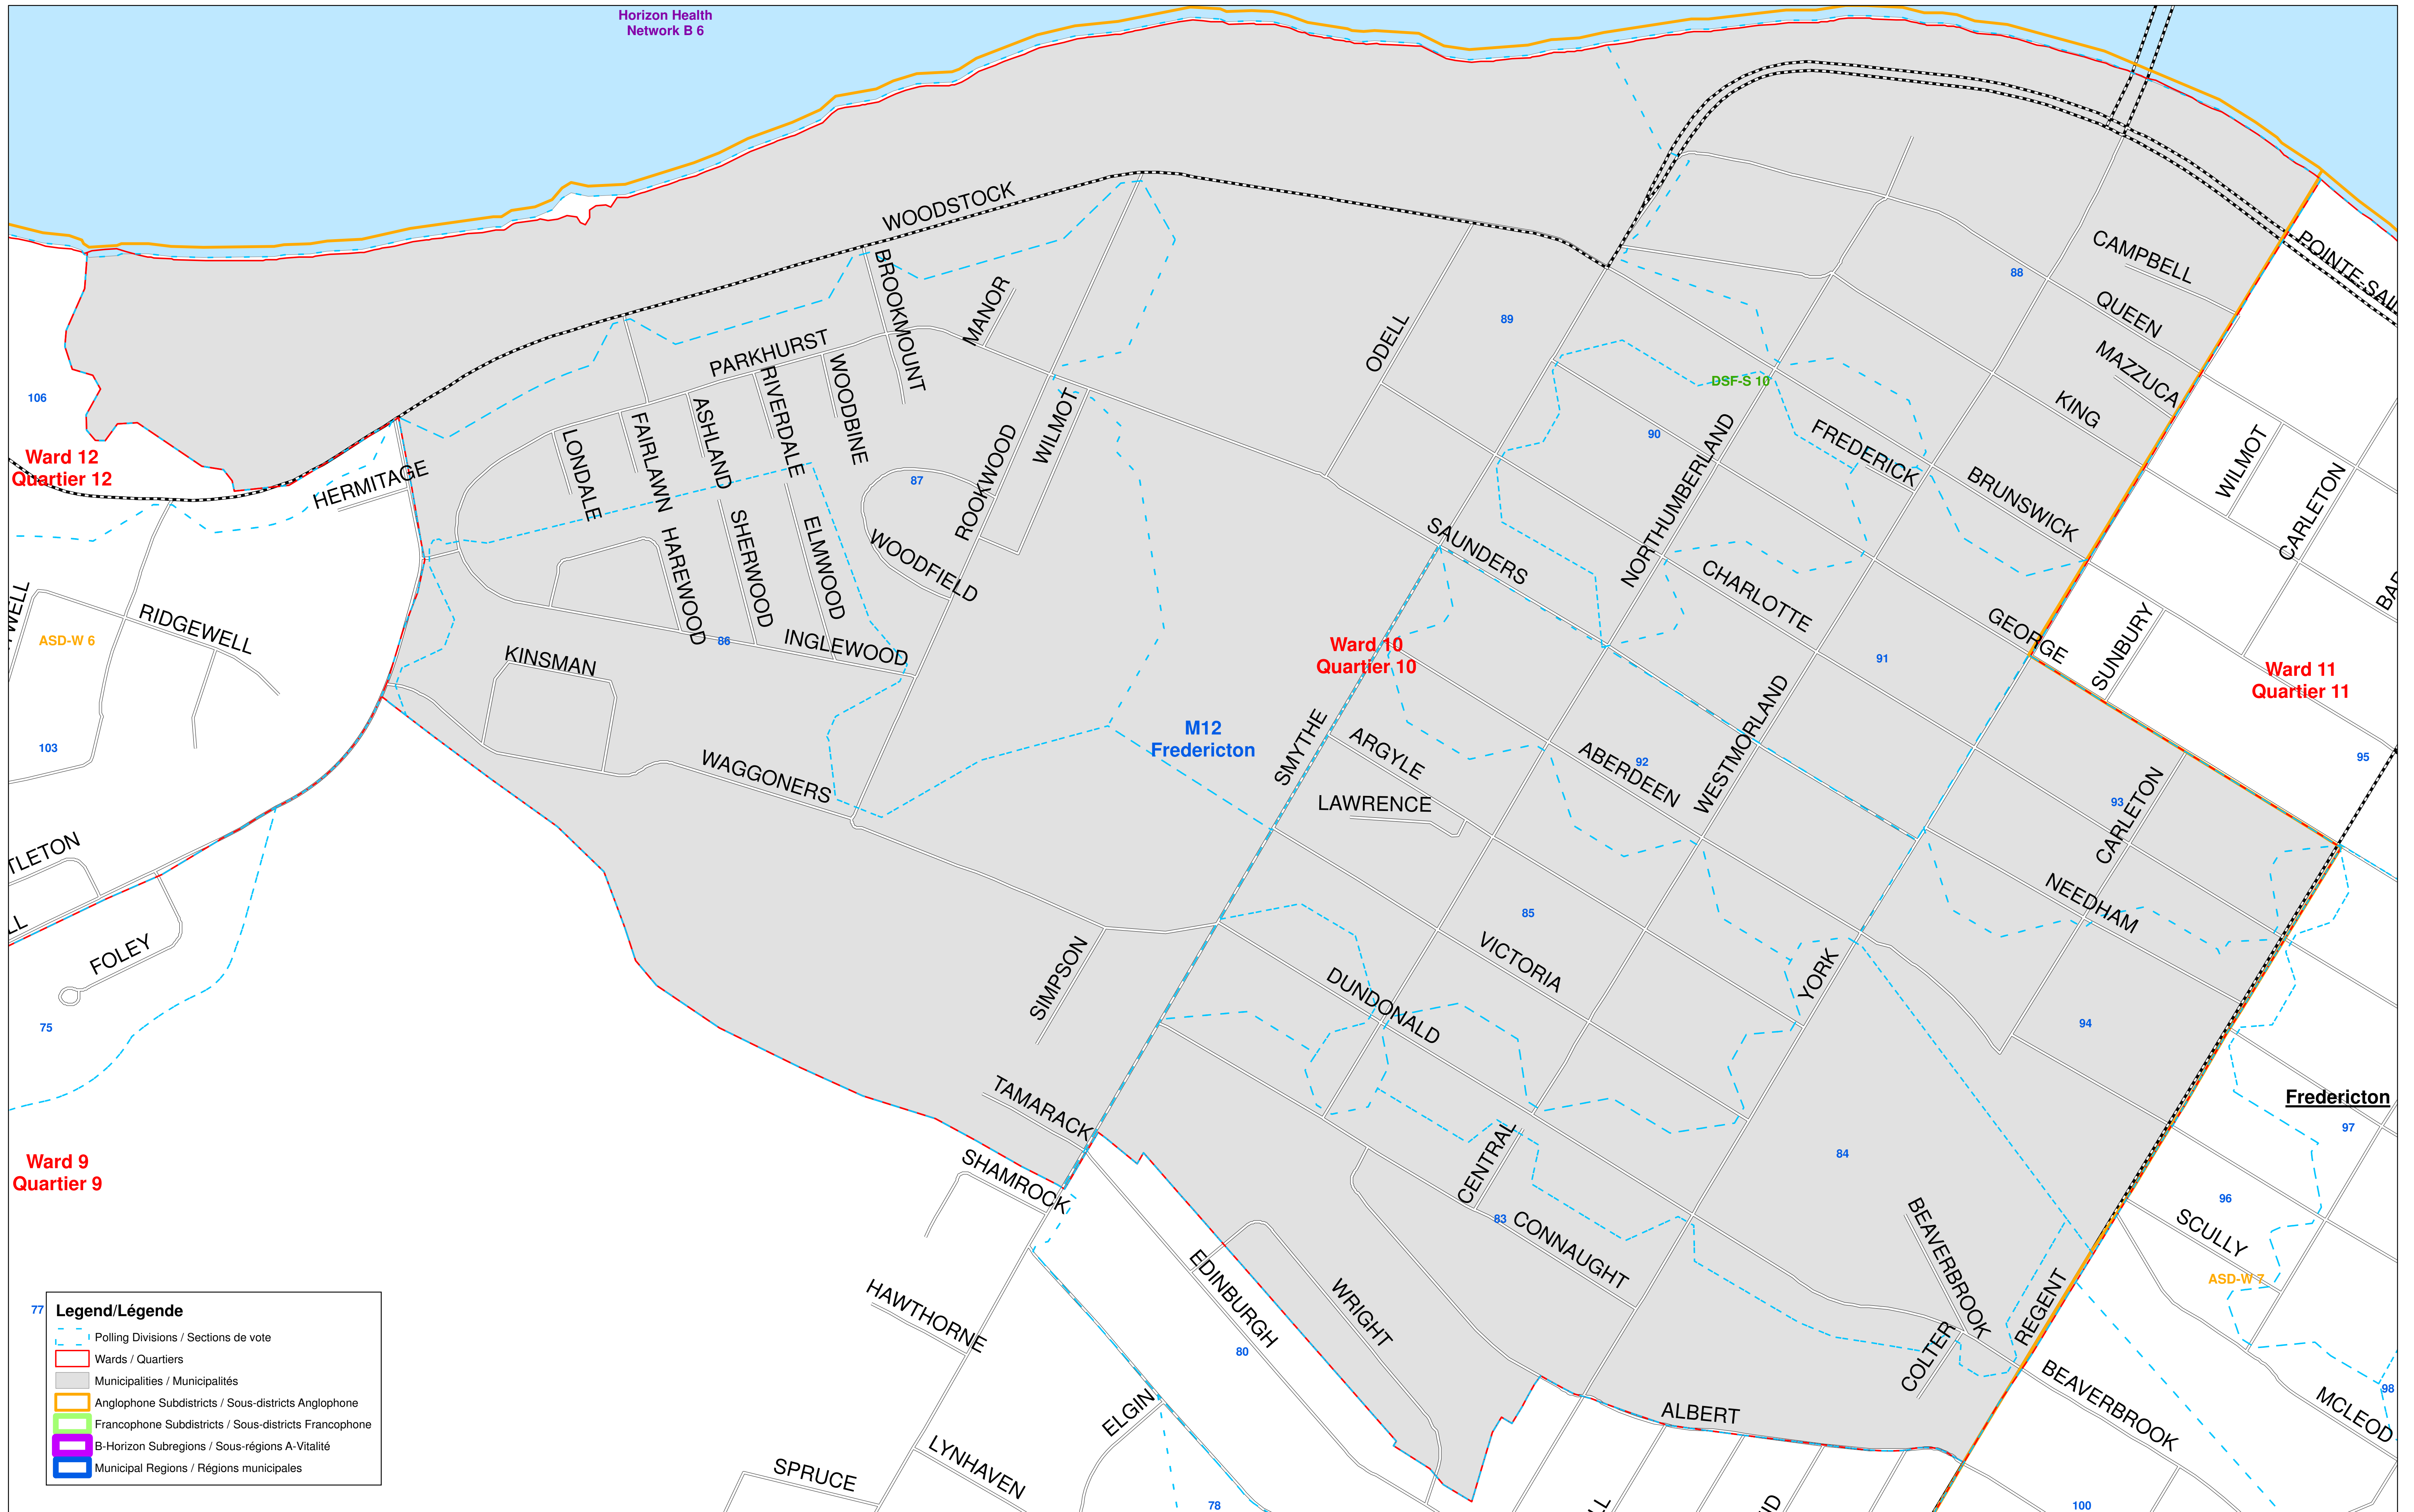 Horizon Health
Network B 6
WOODSTOCK
CAMPBELL
POINTE-SAI
88
QUEEN
BROOKMOUNT
MANOR
89
ODELL
PARKHURST
MAZZUCA
DSF-S 10
RIVERDALE
WOODBINE
106
KING
ASHLAND
FAIRLAWN
WILMOT
NORTHUMBERLAND
FREDERICK
90
LONDALE
Ward 12
Quartier 12
HERMITAGE
ROOKWOOD
87
BRUNSWICK
WILMOT
CARLETON
SHERWOOD
ELMWOOD
HAREWOOD
WOODFIELD
SAUNDERS
CHARLOTTE
GEORGE
SUNBURY
RIDGEWELL
ASD-W 6
86
INGLEWOOD
KINSMAN
Ward 10
Quartier 10
91
Ward 11
Quartier 11
WESTMORLAND
M12
Fredericton
SMYTHE
ARGYLE
ABERDEEN
92
103
95
WAGGONERS
LAWRENCE
93
CARLETON
TLETON
NEEDHAM
85
LL
FOLEY
SIMPSON
VICTORIA
YORK
DUNDONALD
75
94
TAMARACK
Fredericton
97
CENTRAL
84
Ward 9
Quartier 9
SHAMROCK
96
83
CONNAUGHT
BEAVERBROOK
SCULLY
EDINBURGH
WRIGHT
HAWTHORNE
REGENT
ASD-W 7
77
80
COLTER
BEAVERBROOK
98
MCLEOD
ELGIN
ALBERT
LYNHAVEN
SPRUCE
78
100
Legend/Légende
Polling Divisions / Sections de vote
Wards / Quartiers
Municipalities / Municipalités
Anglophone Subdistricts / Sous-districts Anglophone
Francophone Subdistricts / Sous-districts Francophone
B-Horizon Subregions / Sous-régions A-Vitalité
Municipal Regions / Régions municipales